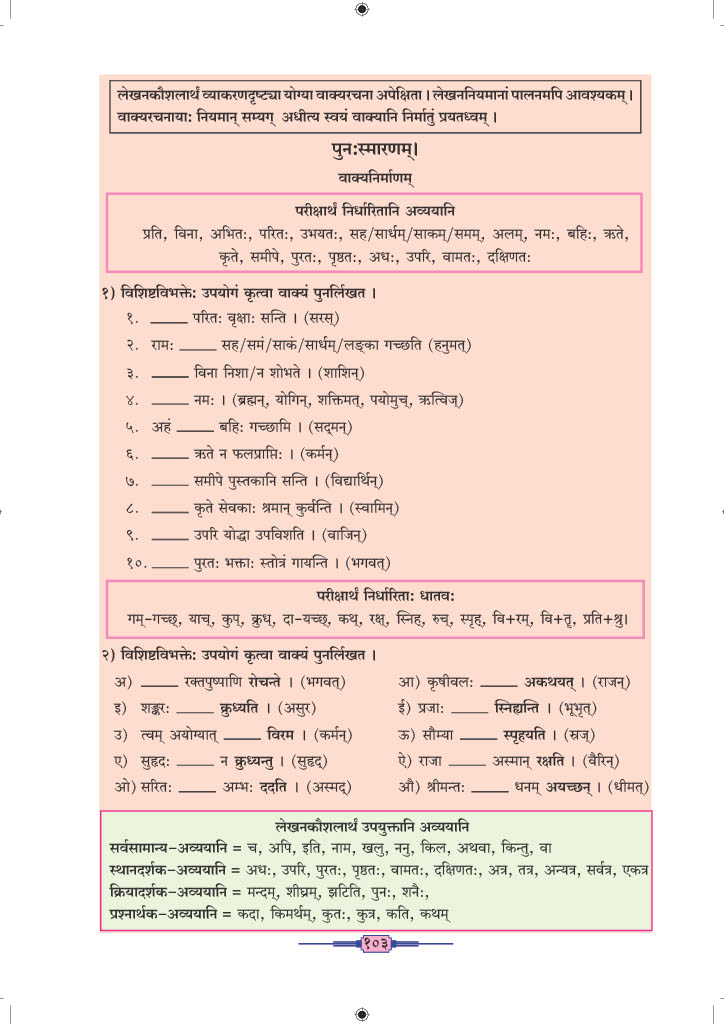 लेखनकौशलार्थं व्याकरणदृष्ट्या योग्या वाक्यरचना अपेक्षिता । लेखननियमानां पालनमपि आवश्यकम् ।
वाक्यरचनाया: नियमान् सम्यग् अधीत्य स्वयं वाक्यानि निर्मातुं प्रयतध्वम् ।
पुन:स्मारणम्।
वाक्यनिर्माणम्
परीक्षार्थं निर्धारितानि अव्ययानि
प्रति, विना, अभित:, परित:, उभयत:, सह/सार्धम्/साकम्/समम्, अलम्, नम:, बहि:, ऋते,
कृते, समीपे, पुरत:, पृष्ठत:, अध:, उपरि, वामत:, दक्षिणत:
१) विशिष्टविभक्ते: उपयोगं कृत्वा वाक्यं पुनर्लिखत ।
१. _____ परित: वृक्षा: सन्ति । (सरस्)
२. राम: _____ सह/समं/साकं/सार्धम्/लङ्का गच्छति (हनुमत्)
३. _____ विना निशा/न शोभते । (शाशिन्)
४. _____ नम: । (ब्रह्मन्, योगिन्, शक्तिमत्, पयोमुच्, ऋत्विज्)
५. अहं _____ बहि: गच्छामि । (सद्मन्)
६. _____ ऋते न फलप्राप्ति: । (कर्मन्)
७. _____ समीपे पुस्तकानि सन्ति । (विद्यार्थिन्)
८. _____ कृते सेवका: श्रमान् कुर्वन्ति । (स्वामिन्)
९. _____ उपरि योद्धा उपविशति । (वाजिन्)
१०. _____ पुरत: भक्ता: स्तोत्रं गायन्ति । (भगवत्)
परीक्षार्थं निर्धारिता: धातव:
गम्-गच्छ्, याच्, कुप्, क्रुध्, दा-यच्छ्, कथ्, रक्ष्, स्निह्, रुच्, स्पृह्, वि+रम्, वि+तॄ, प्रति+श्रु।
२) विशिष्टविभक्ते: उपयोगं कृत्वा वाक्यं पुनर्लिखत ।
अ) _____ रक्तपुष्पाणि रोचन्ते । (भगवत्) आ) कृषीवल: _____ अकथयत् । (राजन्)
इ) शङ्कर: _____ क्रुध्यति । (असुर) ई) प्रजा: _____ स्निह्यन्ति । (भूभृत्)
उ) त्वम् अयोग्यात् _____ विरम । (कर्मन्) ऊ) सौम्या _____ स्पृहयति । (स्रज्)
ए) सुहृद: _____ न क्रुध्यन्तु । (सुहृद्) ऐ) राजा _____ अस्मान् रक्षति । (वैरिन्)
ओ) सरित: _____ अम्भ: ददति । (अस्मद्) औ) श्रीमन्त: _____ धनम् अयच्छन् । (धीमत्)
लेखनकौशलार्थं उपयुक्तानि अव्ययानि
सर्वसामान्य-अव्ययानि = च, अपि, इति, नाम, खलु, ननु, किल, अथवा, किन्तु, वा
स्थानदर्शक-अव्ययानि = अध:, उपरि, पुरत:, पृष्ठत:, वामत:, दक्षिणत:, अत्र, तत्र, अन्यत्र, सर्वत्र, एकत्र
क्रियादर्शक-अव्ययानि = मन्दम्, शीघ्रम्, झटिति, पुन:, शनै:,
प्रश्नार्थक-अव्ययानि = कदा, किमर्थम्, कुत:, कुत्र, कति, कथम्
१०३